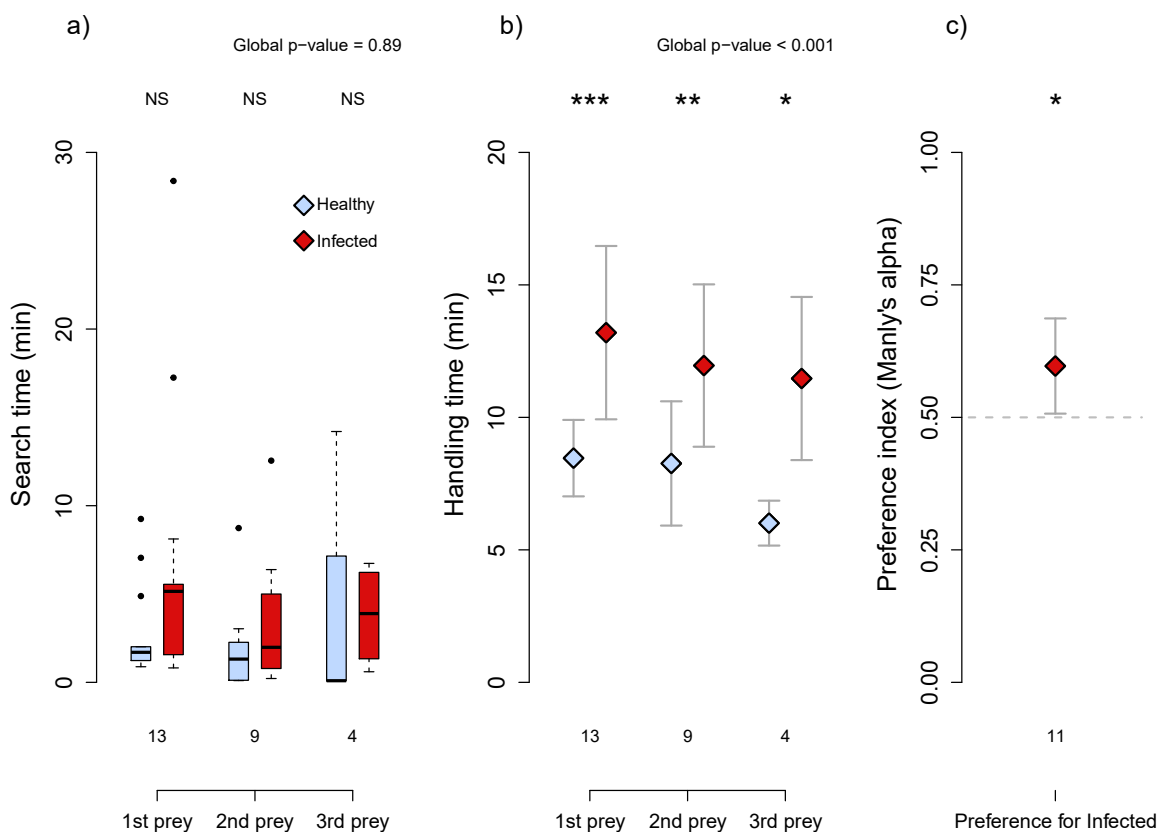 a)
Global p−value = 0.89
NS NS NS
Search time (min)
30
20
10
0
Healthy
Infected
13 9 4
1st prey 2nd prey 3rd prey
b)
Global p−value < 0.001
*** ** *
Handling time (min)
20
15
10
5
0
13 9 4
1st prey 2nd prey 3rd prey
c)
*
Preference index (Manly's alpha)
1.00
0.75
0.50
0.25
0.00
11
Preference for Infected